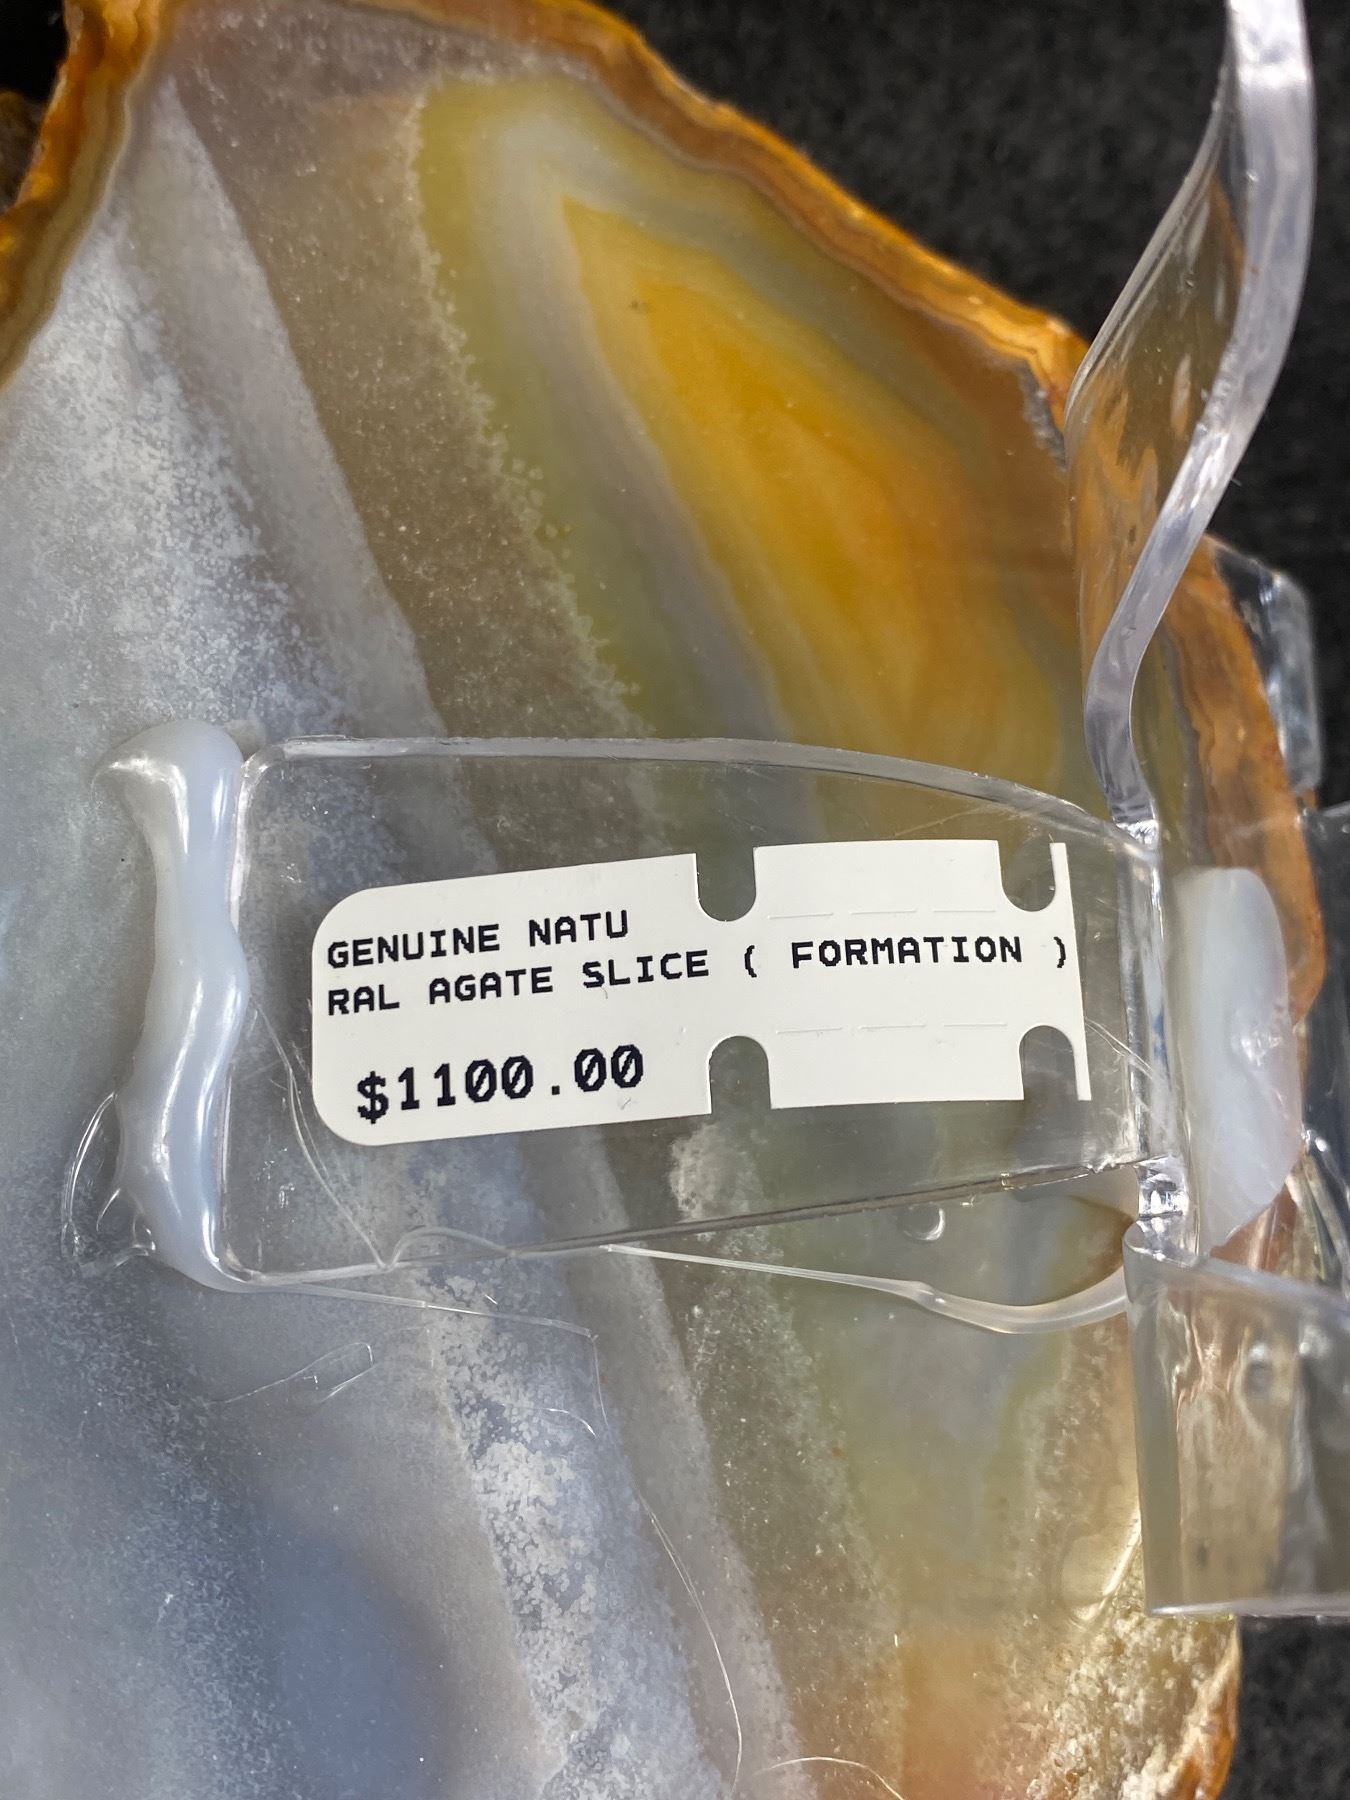 GENUINE NATU
RAL AGATE SLICE ( FORMATION )
$1100.00